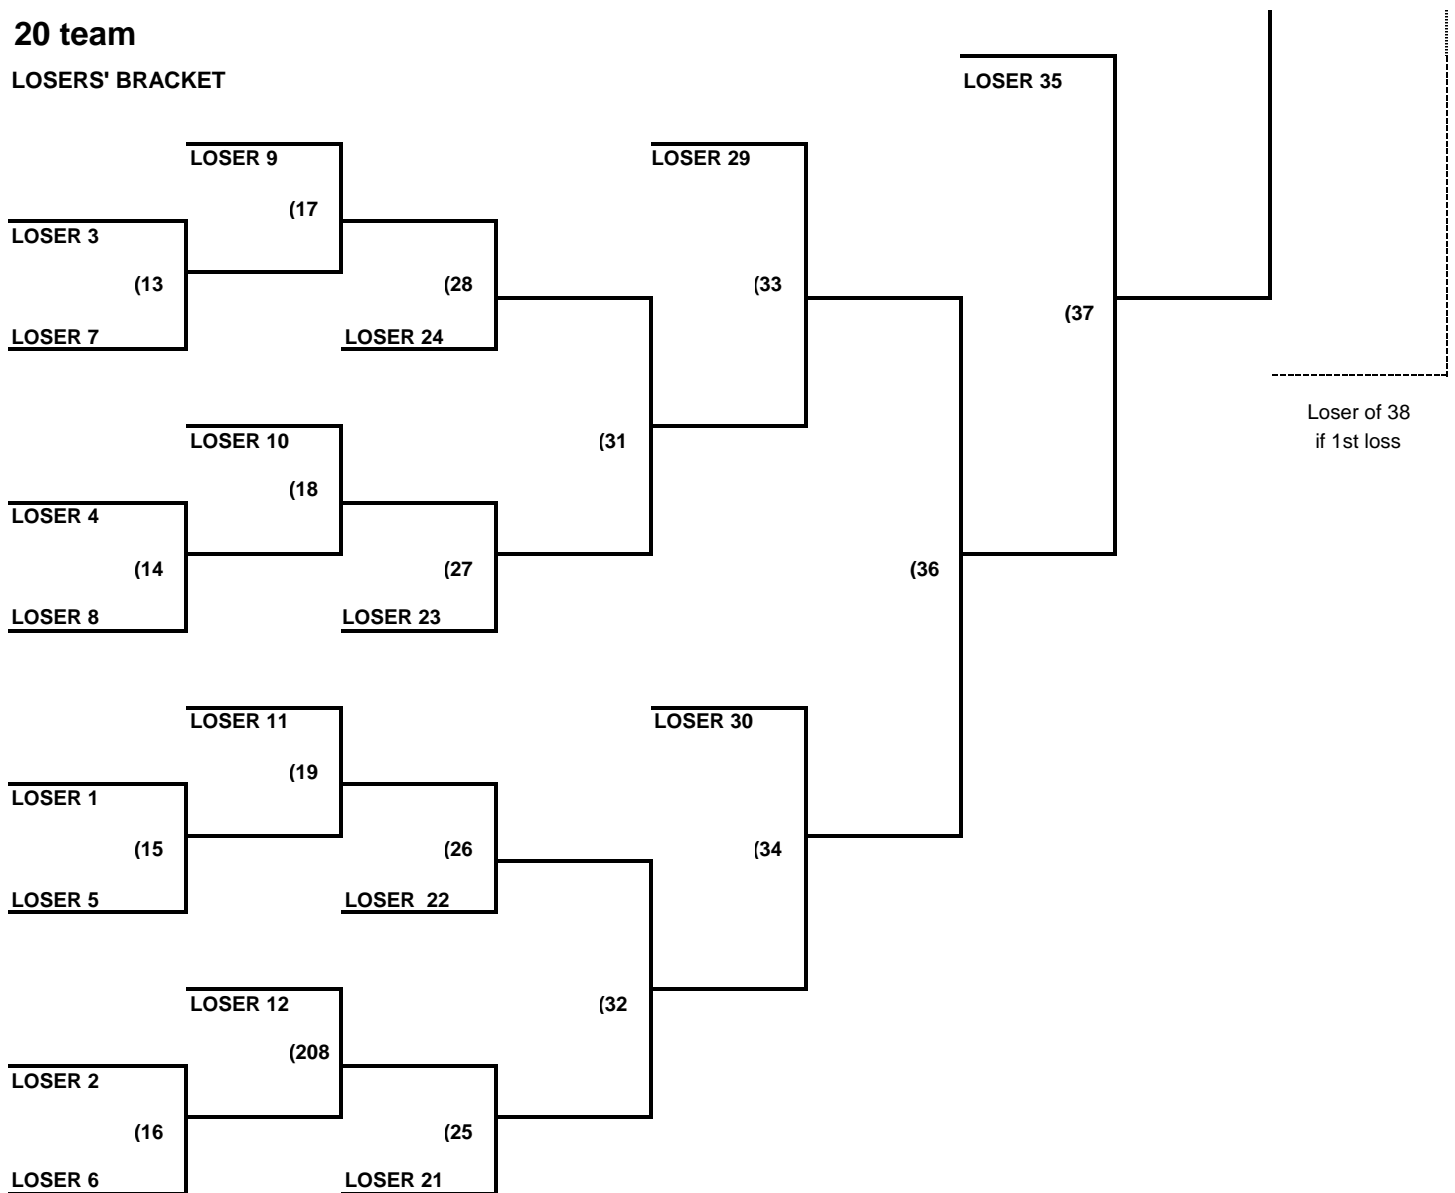 20 team
LOSERS' BRACKET
LOSER 35
LOSER 9
LOSER 29
(17
LOSER 3
(13
(28
(33
(37
LOSER 7
LOSER 24
Loser of 38
if 1st loss
LOSER 10
(31
(18
LOSER 4
(14
(27
(36
LOSER 8
LOSER 23
LOSER 11
LOSER 30
(19
LOSER 1
(15
(26
(34
LOSER 5
LOSER  22
LOSER 12
(32
(208
LOSER 2
(16
(25
LOSER 6
LOSER 21